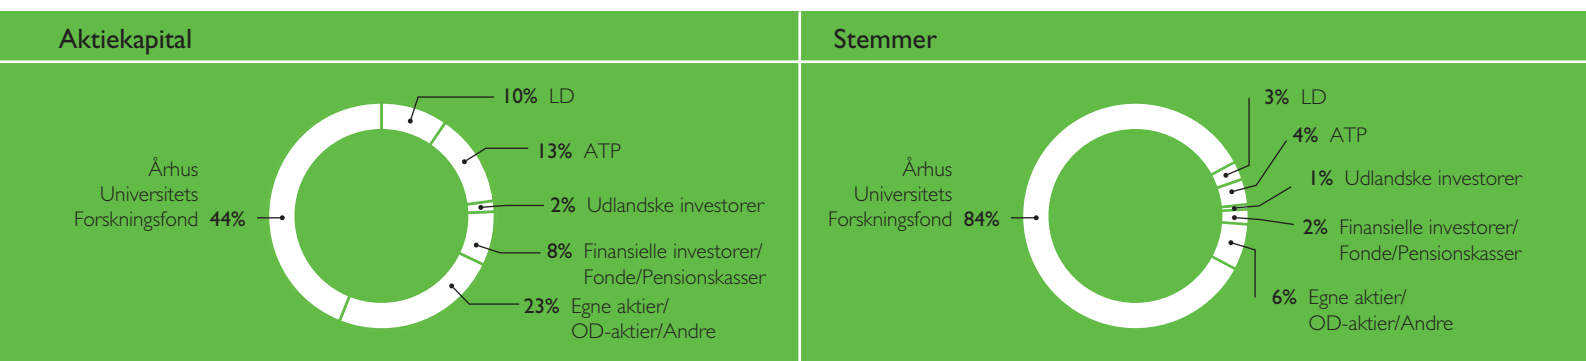 Aktiekapital
10% LD
13% ATP
2% Udlandske investorer
8% Finansielle investorer/
Fonde/Pensionskasser
23% Egne aktier/
OD-aktier/Andre
Århus
Universitets
Forskningsfond 44%
Stemmer
3% LD
4% ATP
1% Udlandske investorer
2% Finansielle investorer/
Fonde/Pensionskasser
6% Egne aktier/
OD-aktier/Andre
Århus
Universitets
Forskningsfond 84%